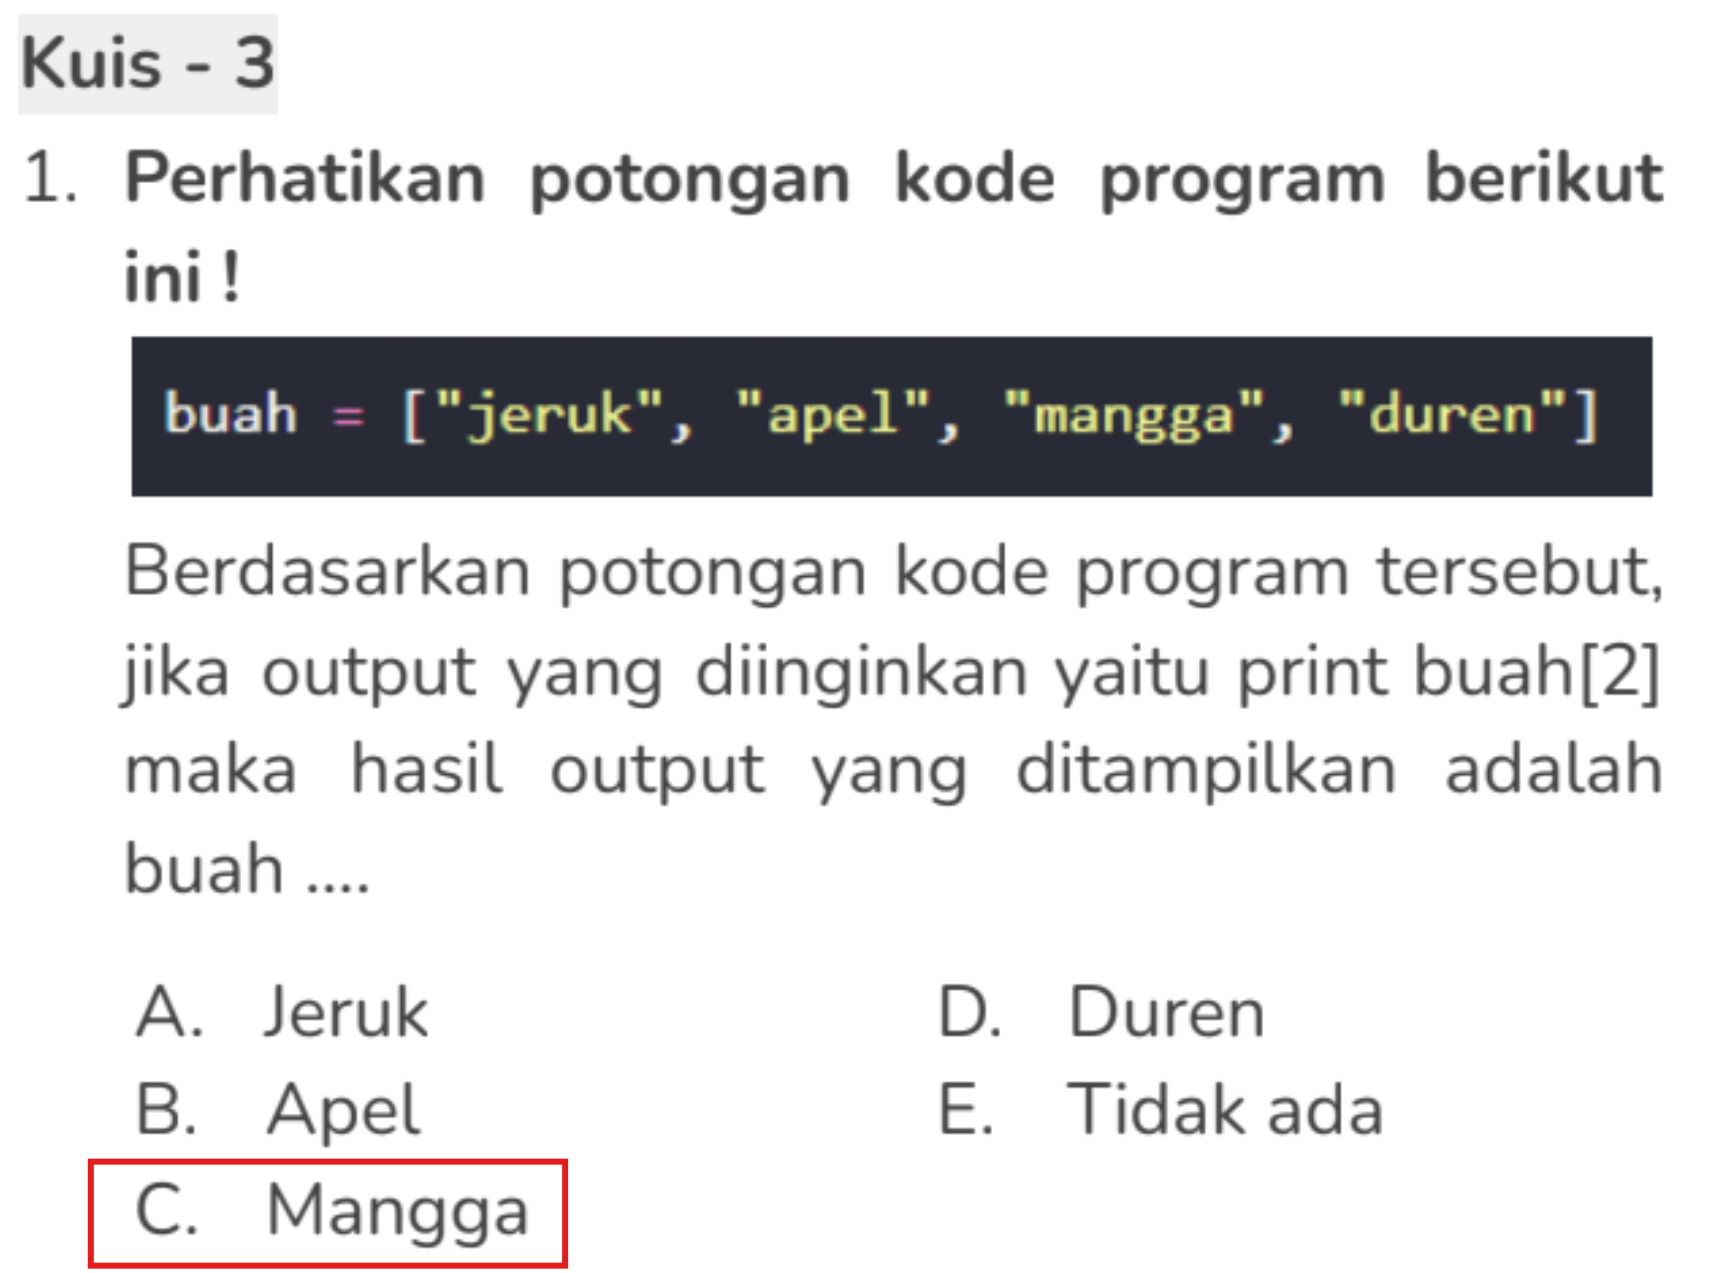 Kuis - 3
1. Perhatikan potongan kode program berikut
ini !
buah = ["jeruk", "apel", "mangga", "duren"]
Berdasarkan potongan kode program tersebut,
jika output yang diinginkan yaitu print buah[2]
maka hasil output yang ditampilkan adalah
buah ....
A. Jeruk
B. Apel
C. Mangga
D. Duren
E. Tidak ada